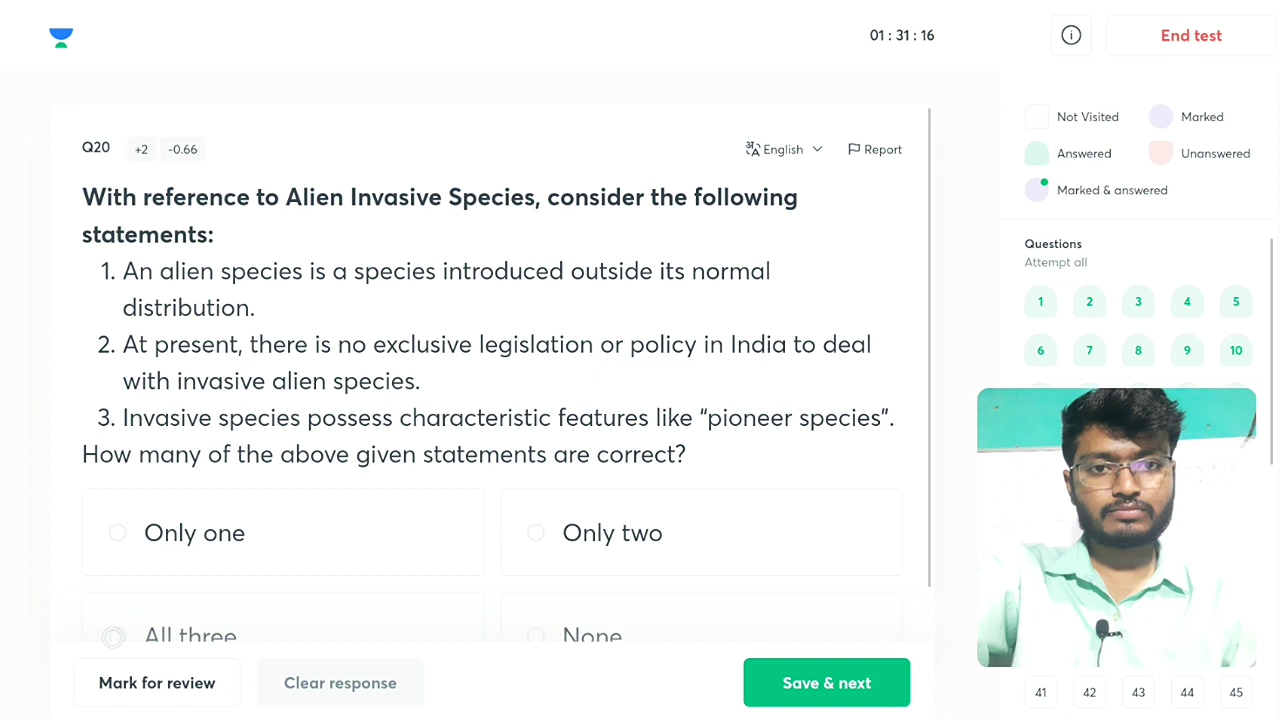 01 : 31 : 16
End test
Q20
+2
-0.66
English
Report
With reference to Alien Invasive Species, consider the following
statements:
1. An alien species is a species introduced outside its normal
distribution.
2. At present, there is no exclusive legislation or policy in India to deal
with invasive alien species.
3. Invasive species possess characteristic features like “pioneer species”.
How many of the above given statements are correct?
Only one
Only two
All three
None
Mark for review
Clear response
Save & next
Not Visited
Marked
Answered
Unanswered
Marked & answered
Questions
Attempt all
1 2 3 4 5
6 7 8 9 10
41 42 43 44 45